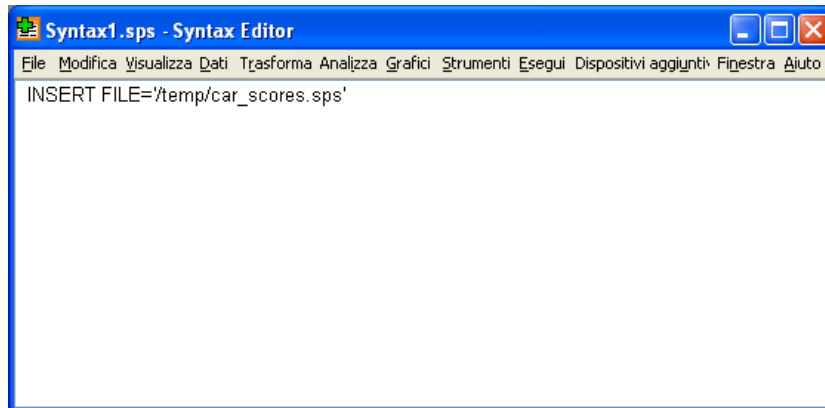 Syntax1.sps - Syntax Editor
File Modifica Visualizza Dati Trasforma Analizza Grafici Strumenti Esegui Dispositivi aggiuntiv Finestra Aiuto
INSERT FILE='/temp/car_scores.sps'